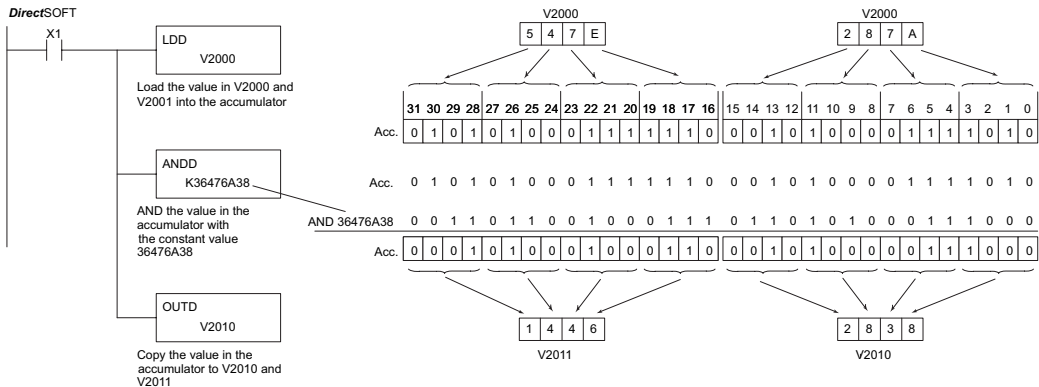 DirectSOFT
X1
LDD
V2000
Load the value in V2000 and
V2001 into the accumulator
ANDD
K36476A38
AND the value in the
accumulator with
the constant value
36476A38
OUTD
V2010
Copy the value in the
accumulator to V2010 and
V2011
V2000 V2000
5 4 7 E 2 8 7 A
31 30 29 28 27 26 25 24 23 22 21 20 19 18 17 16 15 14 13 12 11 10 9 8 7 6 5 4 3 2 1 0
Acc. 0 1 0 1 0 1 0 0 0 1 1 1 1 1 1 0 0 0 1 0 1 0 0 0 0 1 1 1 1 0 1 0
Acc. 0 1 0 1 0 1 0 0 0 1 1 1 1 1 1 0 0 0 1 0 1 0 0 0 0 1 1 1 1 0 1 0
AND 36476A38 0 0 1 1 0 1 1 0 0 1 0 0 0 1 1 1 0 1 1 0 1 0 1 0 0 0 1 1 1 0 0 0
Acc. 0 0 0 1 0 1 0 0 0 1 0 0 0 1 1 0 0 0 1 0 1 0 0 0 0 0 1 1 1 0 0 0
1 4 4 6 2 8 3 8
V2011 V2010